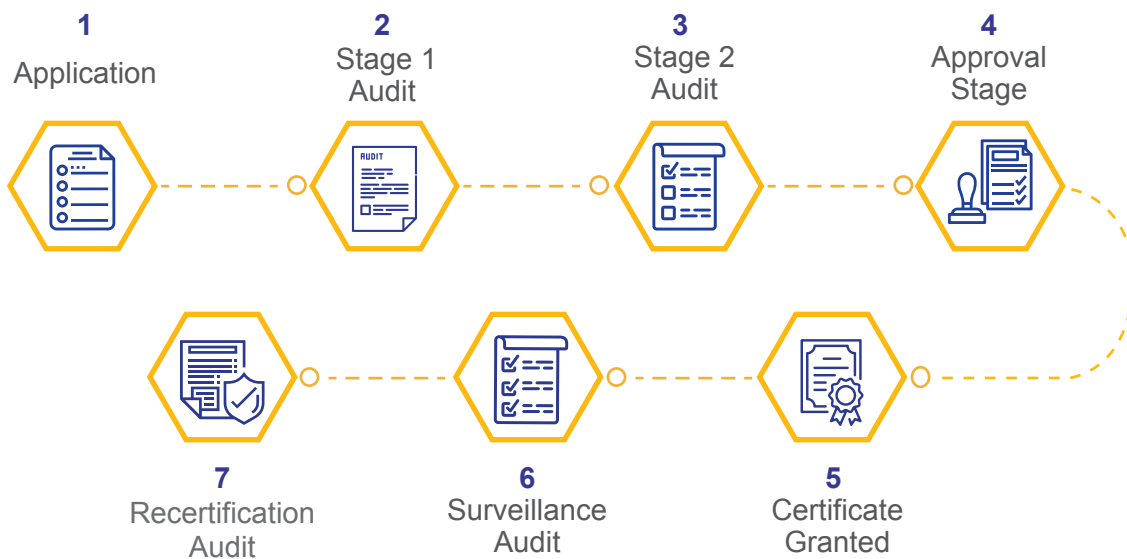 1
Application
2
Stage 1
Audit
3
Stage 2
Audit
4
Approval
Stage
AUDIT
7
Recertification
Audit
6
Surveillance
Audit
5
Certificate
Granted